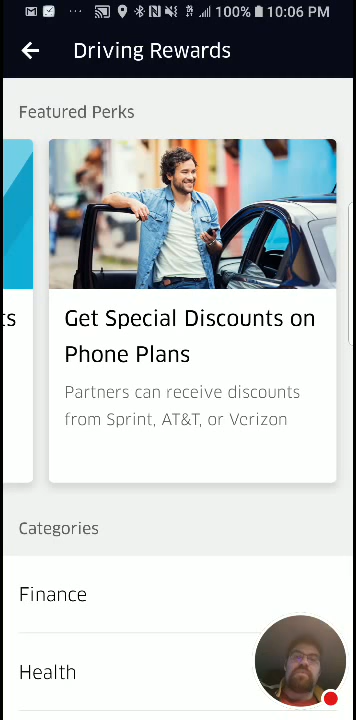 100% 10:06 PM
Driving Rewards
Featured Perks
ts
Get Special Discounts on
Phone Plans
Partners can receive discounts
from Sprint, AT&T, or Verizon
Categories
Finance
Health